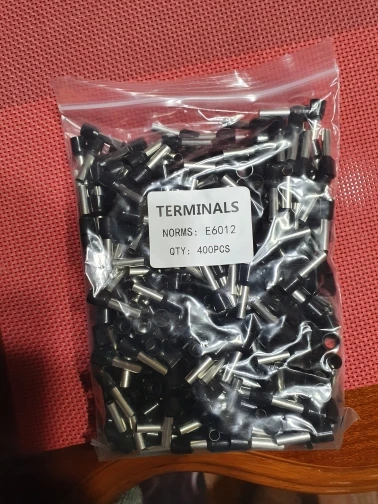 TERMINALS
NORMS: E6012
QTY: 400PCS